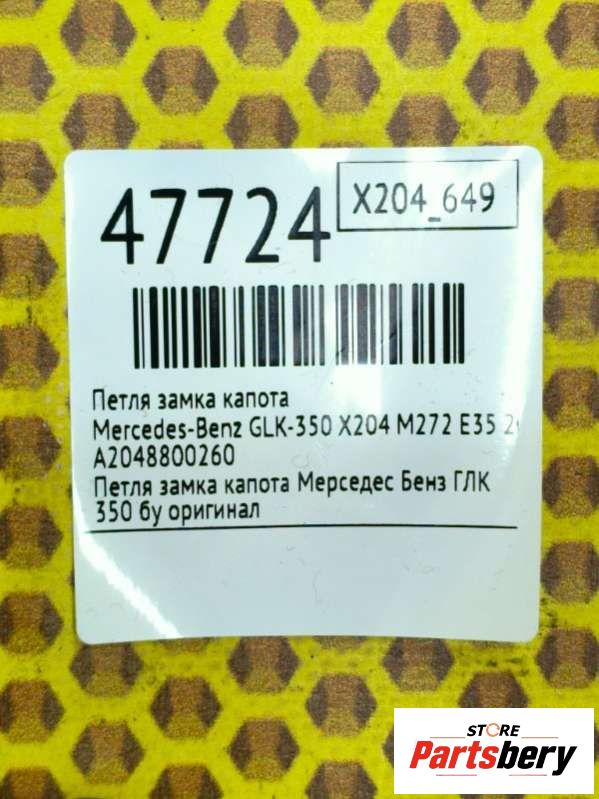 47724
X204_649
Петля замка капота
Mercedes-Benz GLK-350 X204 M272 E35
A2048800260
Петля замка капота Мерседес Бенз ГЛК
350 бу оригинал
STORE
Partsbery